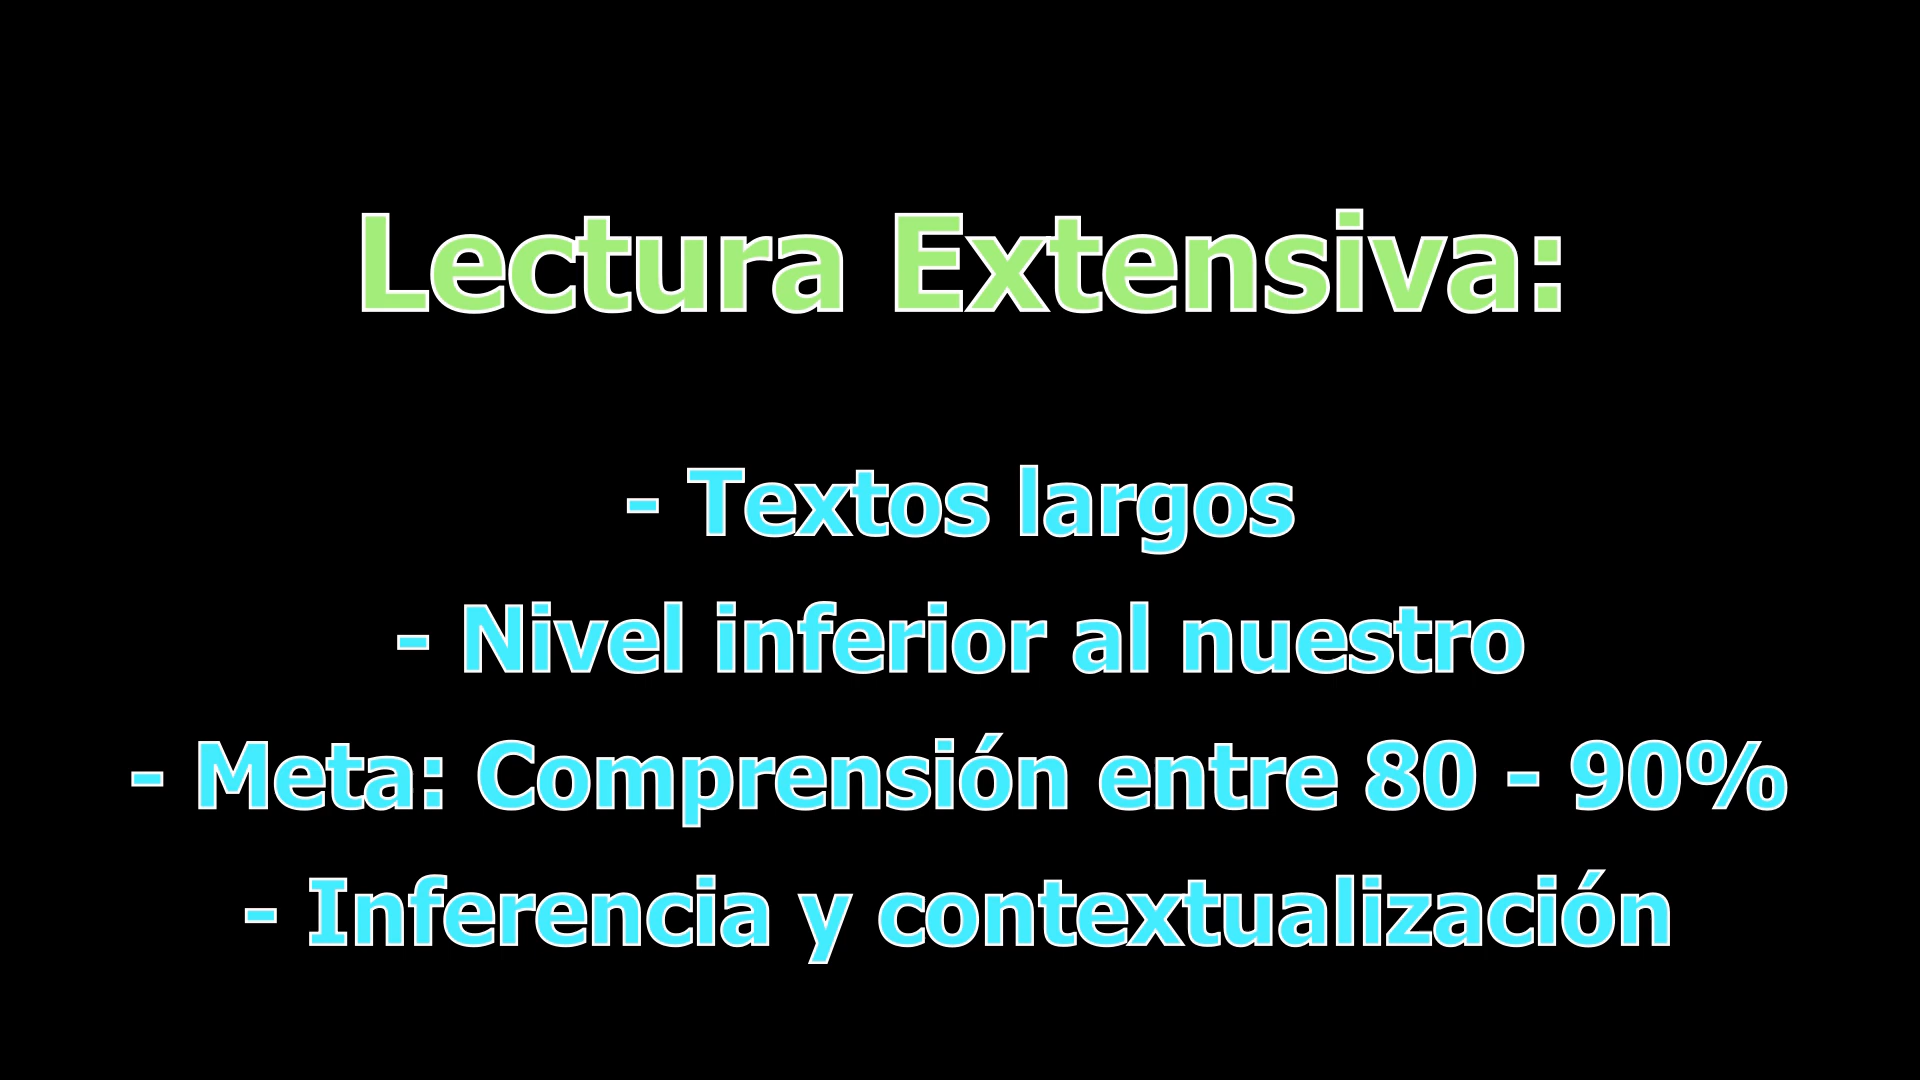 Lectura Extensiva:
- Textos largos
- Nivel inferior al nuestro
- Meta: Comprensión entre 80 - 90%
- Inferencia y contextualización